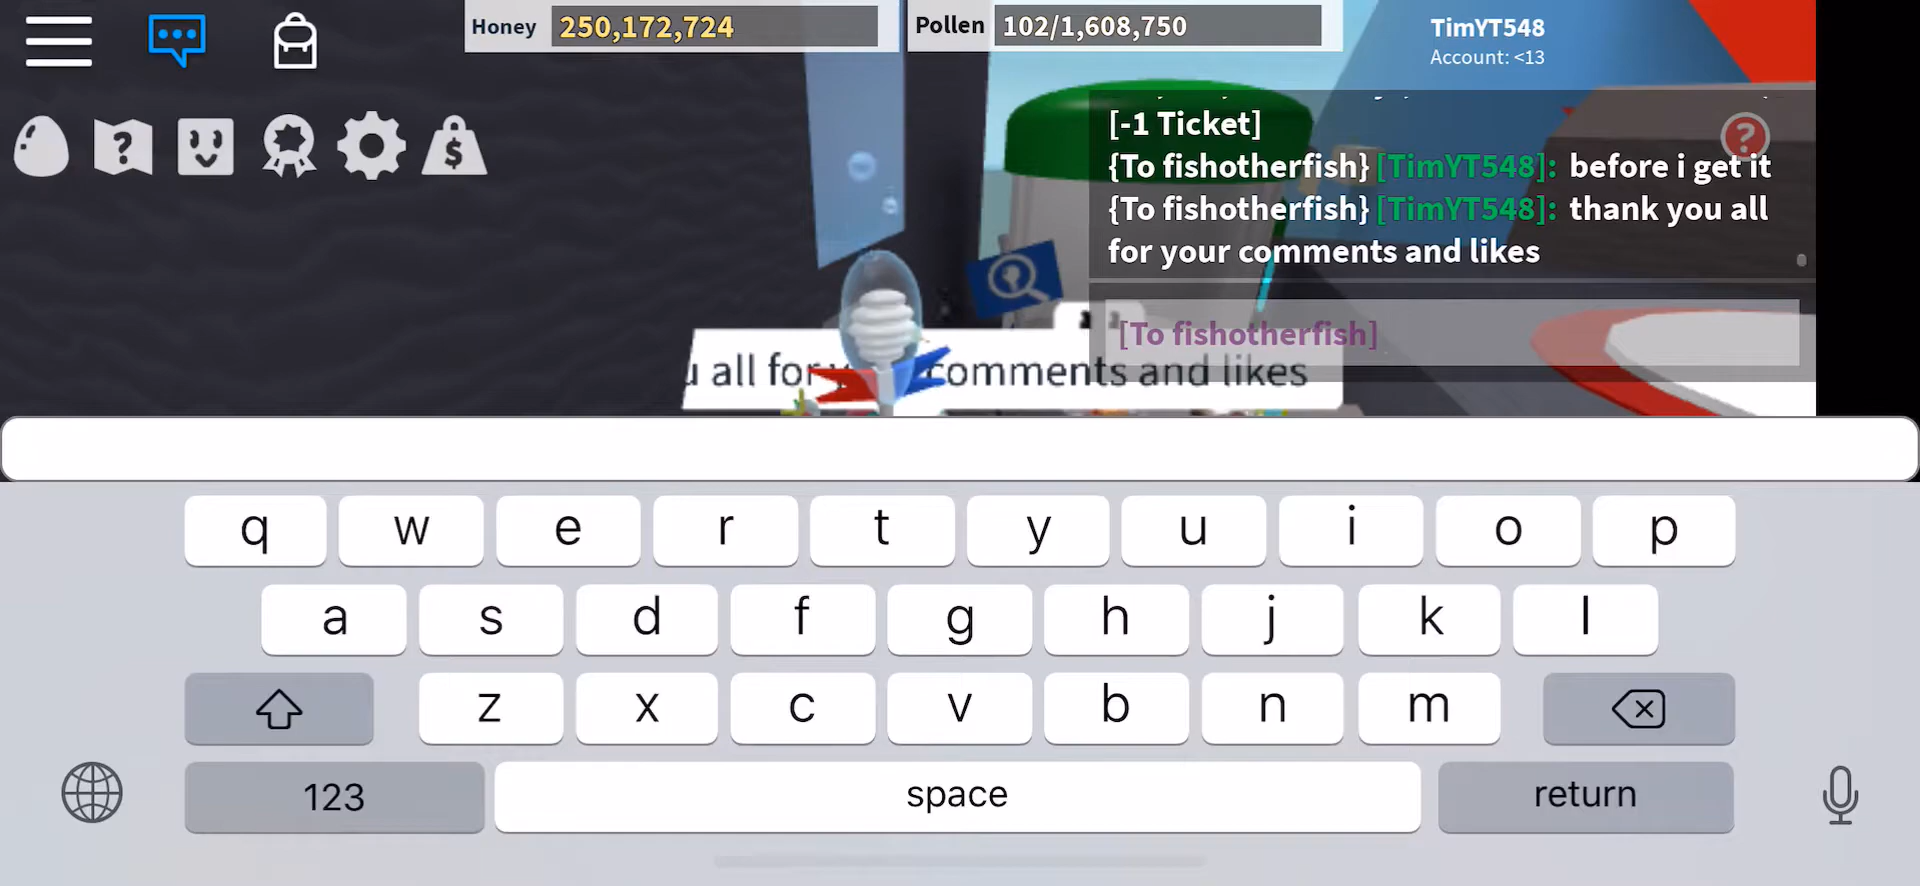 Honey 250,172,724 Pollen 102/1,608,750 TimYT548
Account: <13
[-1 Ticket]
{To fishotherfish} [TimYT548]: before i get it
{To fishotherfish} [TimYT548]: thank you all
for your comments and likes
[To fishotherfish]
all for comments and likes
q w e r t y u i o p
a s d f g h j k l
z x c v b n m
123 space return